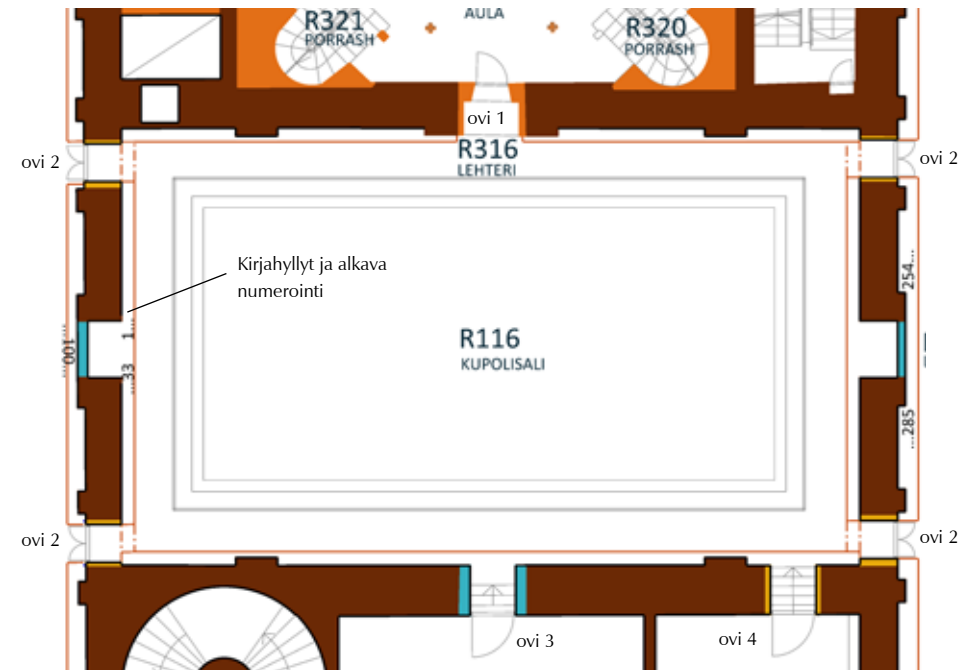 R321
PORRASH
AULA
R320
PORRASH
ovi 1
ovi 2
R316
LEHTERI
ovi 2
Kirjahyllyt ja alkava
numerointi
254...
1...
...33
...100
R116
KUPOLISALI
...285
ovi 2
ovi 2
ovi 3
ovi 4